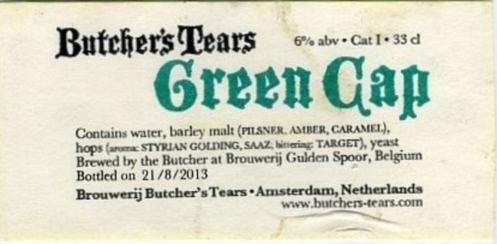 Butcher's Tears 6% abv • Cat I • 33 cl
Green Cap
Contains water, barley malt (PILSNER, AMBER, CARAMEL),
hops (aroma: STYRIAN GOLDING, SAAZ, bittering: TARGET), yeast
Brewed by the Butcher at Brouwerij Gulden Spoor, Belgium
Bottled on 21/8/2013
Brouwerij Butcher's Tears • Amsterdam, Netherlands
www.butchers-tears.com